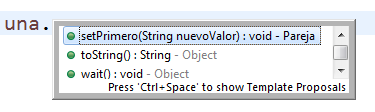 una.
setPrimero(String nuevoValor) : void - Pareja
toString() : String - Object
wait() : void - Object
Press 'Ctrl+Space' to show Template Proposals